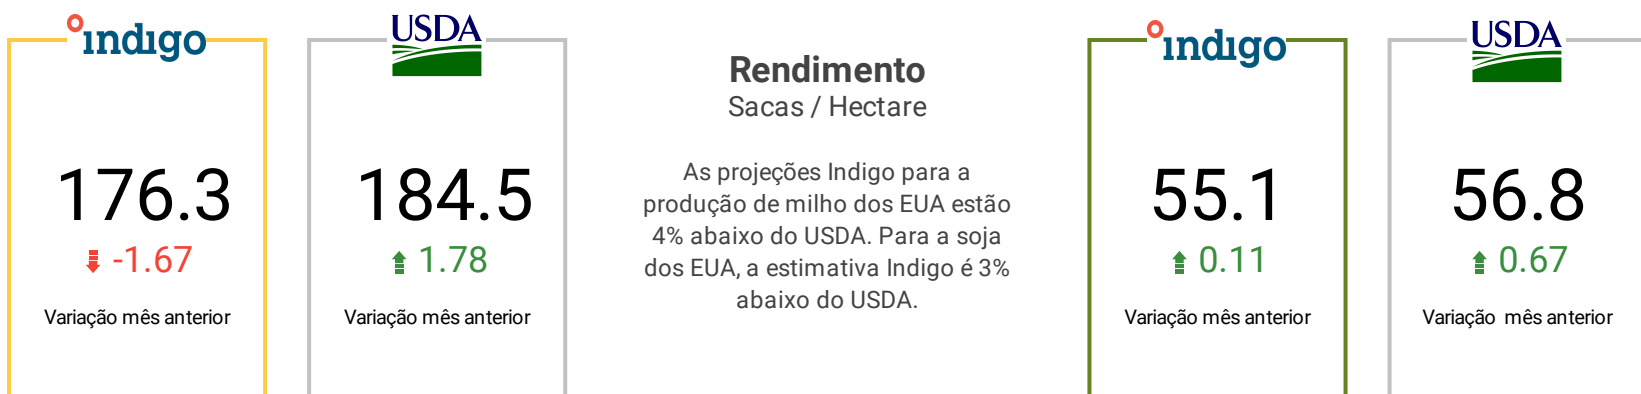 indigo
176.3
-1.67
Variação mês anterior
USDA
184.5
1.78
Variação mês anterior
Rendimento
Sacas / Hectare
As projeções Indigo para a
produção de milho dos EUA estão
4% abaixo do USDA. Para a soja
dos EUA, a estimativa Indigo é 3%
abaixo do USDA.
indigo
55.1
0.11
Variação mês anterior
USDA
56.8
0.67
Variação mês anterior